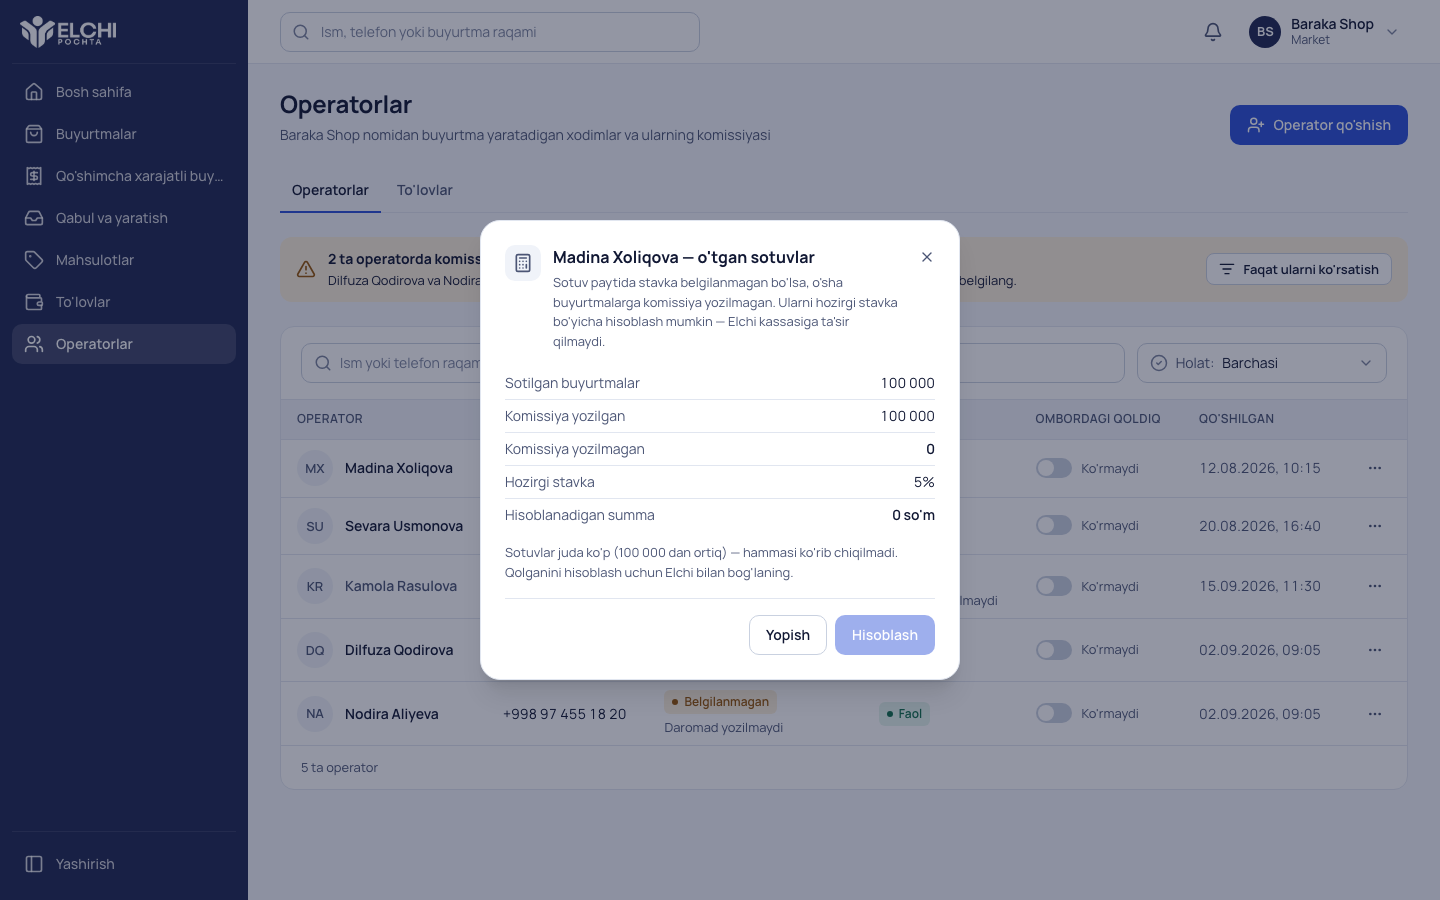 ELCHI
POCHTA
Ism, telefon yoki buyurtma raqami
BS
Baraka Shop
Market
Bosh sahifa
Buyurtmalar
Qo'shimcha xarajatli buy...
Qabul va yaratish
Mahsulotlar
To'lovlar
Operatorlar
Yashirish
Operatorlar
Baraka Shop nomidan buyurtma yaratadigan xodimlar va ularning komissiyasi
Operator qo'shish
Operatorlar
To'lovlar
2 ta operatorda komiss
Dilfuza Qodirova va Nodira
belgilang.
Faqat ularni ko'rsatish
Ism yoki telefon raqam
Holat: Barchasi
OPERATOR
OMBORDAGI QOLDIQ
QO'SHILGAN
MX
Madina Xoliqova
Ko'rmaydi
12.08.2026, 10:15
SU
Sevara Usmonova
Ko'rmaydi
20.08.2026, 16:40
KR
Kamola Rasulova
lmaydi
Ko'rmaydi
15.09.2026, 11:30
DQ
Dilfuza Qodirova
Ko'rmaydi
02.09.2026, 09:05
NA
Nodira Aliyeva
+998 97 455 18 20
Belgilanmagan
Daromad yozilmaydi
Faol
Ko'rmaydi
02.09.2026, 09:05
5 ta operator
Madina Xoliqova — o'tgan sotuvlar
Sotuv paytida stavka belgilanmagan bo'lsa, o'sha
buyurtmalarga komissiya yozilmagan. Ularni hozirgi stavka
bo'yicha hisoblash mumkin — Elchi kassasiga ta'sir
qilmaydi.
Sotilgan buyurtmalar 100 000
Komissiya yozilgan 100 000
Komissiya yozilmagan 0
Hozirgi stavka 5%
Hisoblanadigan summa 0 so'm
Sotuvlar juda ko'p (100 000 dan ortiq) — hammasi ko'rib chiqilmadi.
Qolganini hisoblash uchun Elchi bilan bog'laning.
Yopish
Hisoblash